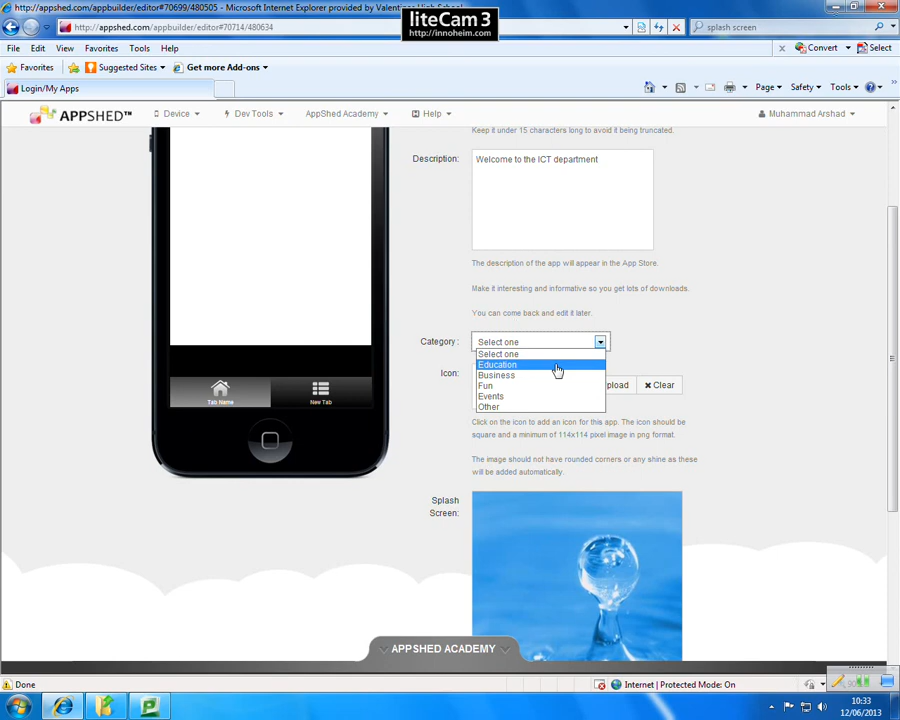 Login/My Apps
http://appshed.com/appbuilder/editor#70699/480505 - Microsoft Internet Explorer provided by Valentines High School
liteCam 3
http://innoheim.com
http://appshed.com/appbuilder/editor#70714/480634
splash screen
File Edit View Favorites Tools Help
Convert Select
Favorites Suggested Sites Get more Add-ons
Login/My Apps
Page Safety Tools
APPSHED™ Device Dev Tools AppShed Academy Help Muhammad Arshad
Keep it under 15 characters long to avoid it being truncated.
Description:
Welcome to the ICT department
The description of the app will appear in the App Store.
Make it interesting and informative so you get lots of downloads.
You can come back and edit it later.
Category:
Select one
Select one
Education
Business
Fun
Events
Other
Icon:
Clear
Click on the icon to add an icon for this app. The icon should be
square and a minimum of 114x114 pixel image in png format.
The image should not have rounded corners or any shine as these
will be added automatically.
Splash
Screen:
Tab Name
New Tab
APPSHED ACADEMY
Done
Internet | Protected Mode: On
10:33
12/06/2013